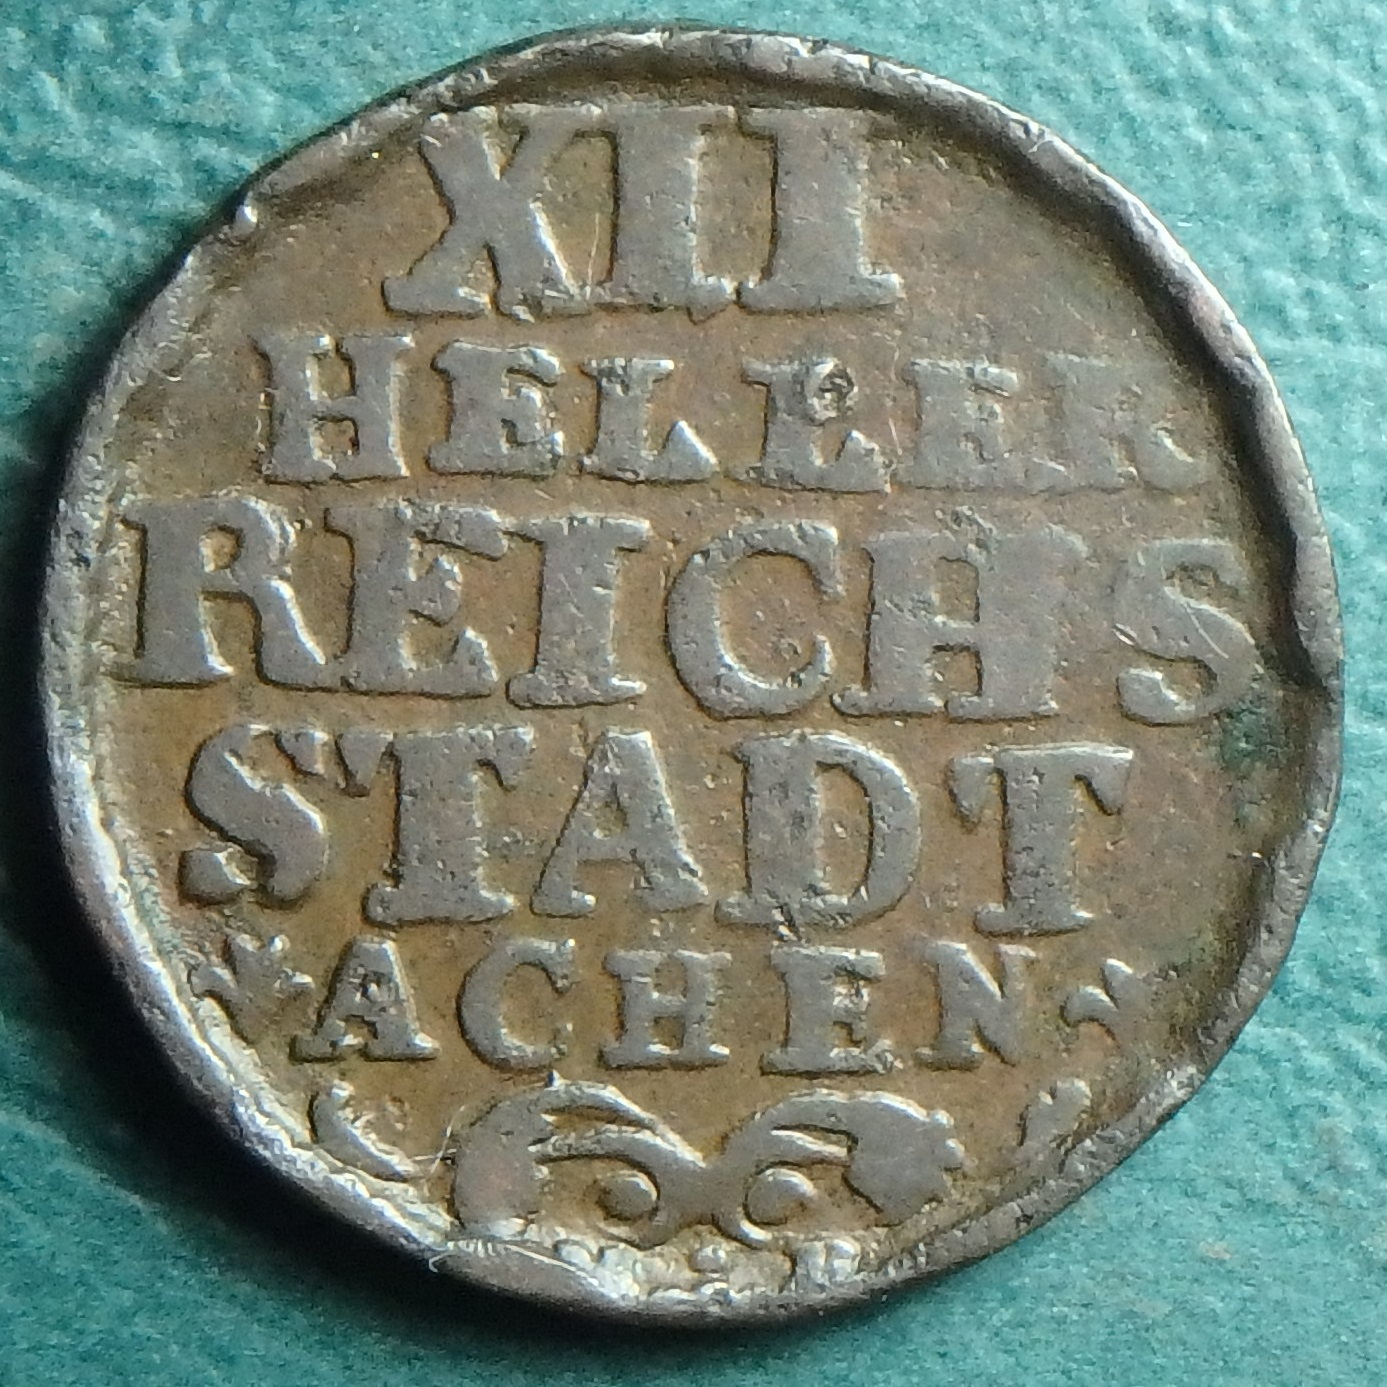 XII
HELLER
REICHS
STADT
ACHEN